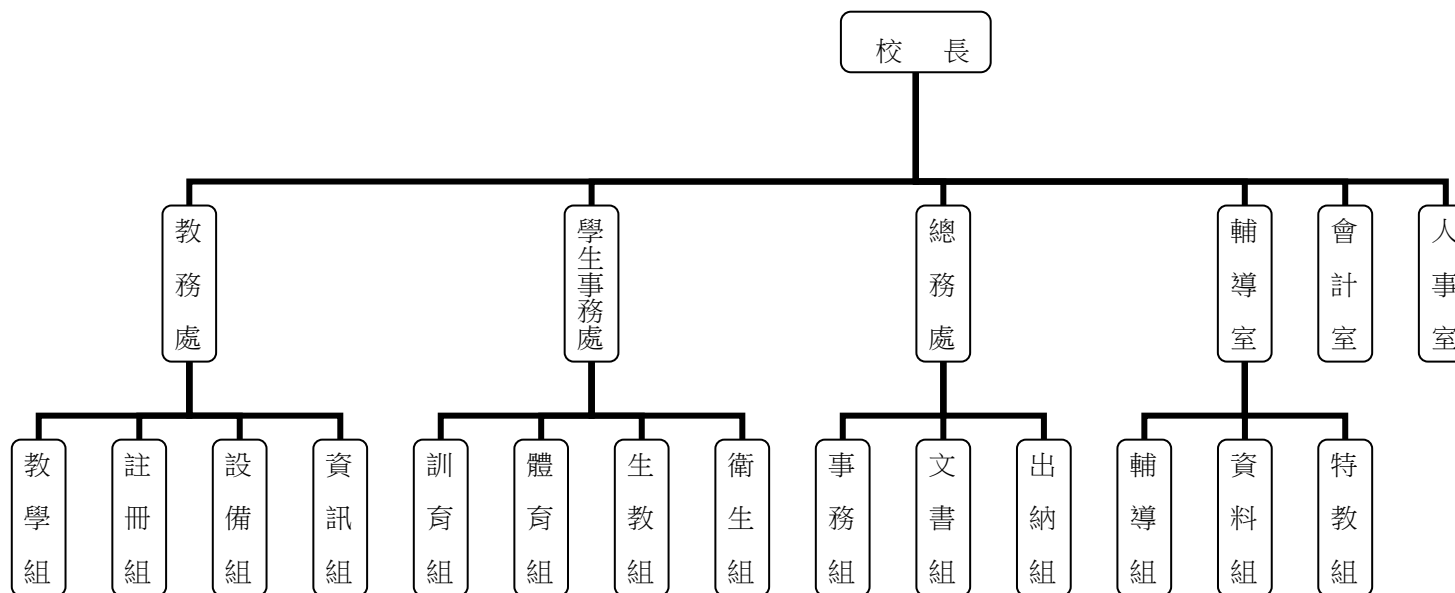 校 長
教務處
學生事務處
總務處
輔導室
會計室
人事室
教學組
註冊組
設備組
資訊組
訓育組
體育組
生教組
衛生組
事務組
文書組
出納組
輔導組
資料組
特教組